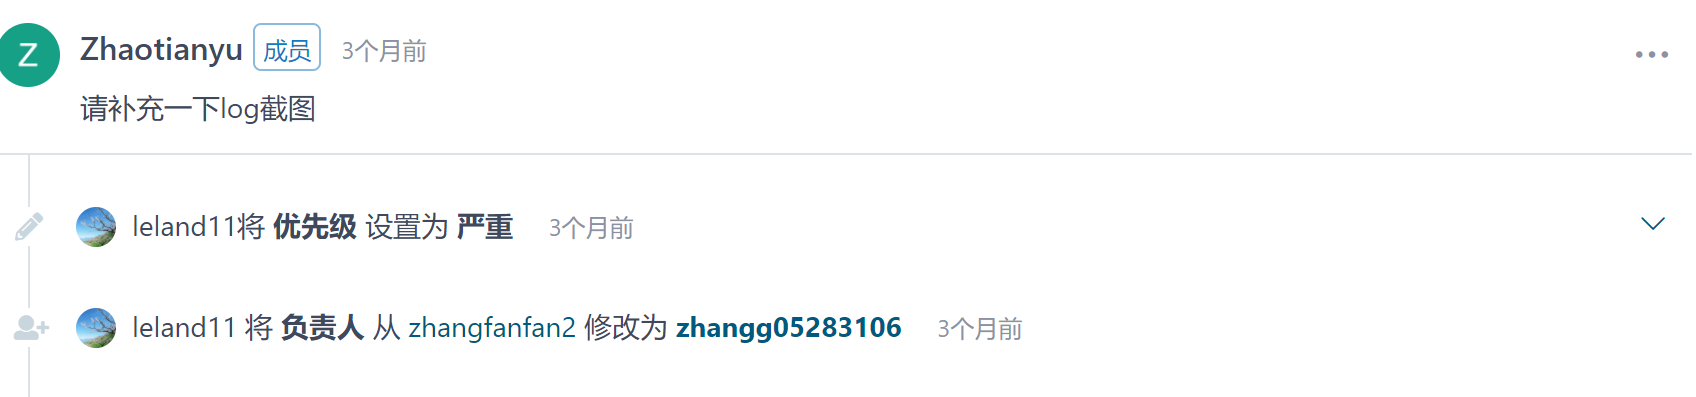 Z
Zhaotianyu 成员 3个月前
请补充一下log截图
leland11将 优先级 设置为 严重 3个月前
leland11 将 负责人 从 zhangfanfan2 修改为 zhangg05283106 3个月前